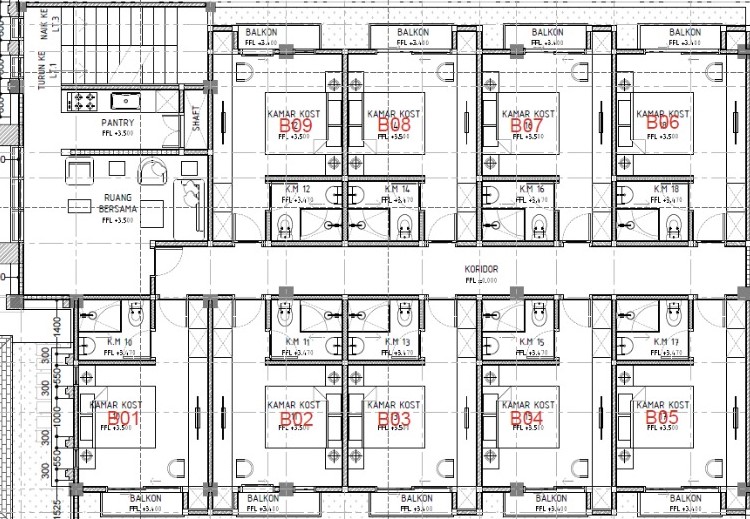 NAIK KE
LT.3
TURUN KE
LT.1
BALKON
FFL +3.400
BALKON
FFL +3.400
BALKON
FFL +3.400
BALKON
FFL +3.400
PANTRY
FFL +3.500
SHAFT
KAMAR KOST
B09
FFL +3.500
KAMAR KOST
B08
FFL +3.500
KAMAR KOST
B07
FFL +3.500
KAMAR KOST
B06
FFL +3.500
RUANG
BERSAMA
FFL +3.500
K.M 12
FFL +3.470
K.M 14
FFL +3.470
K.M 16
FFL +3.470
K.M 18
FFL +3.470
KORIDOR
K.M 10
FFL +3.470
K.M 11
FFL +3.470
K.M 13
FFL +3.470
K.M 15
FFL +3.470
K.M 17
FFL +3.470
1400
300
550
300
1000
300
550
300
1525
KAMAR KOST
B01
FFL +3.500
KAMAR KOST
B02
FFL +3.500
KAMAR KOST
B03
FFL +3.500
KAMAR KOST
B04
FFL +3.500
KAMAR KOST
B05
FFL +3.500
BALKON
FFL +3.400
BALKON
FFL +3.400
BALKON
FFL +3.400
BALKON
FFL +3.400
BALKON
FFL +3.400